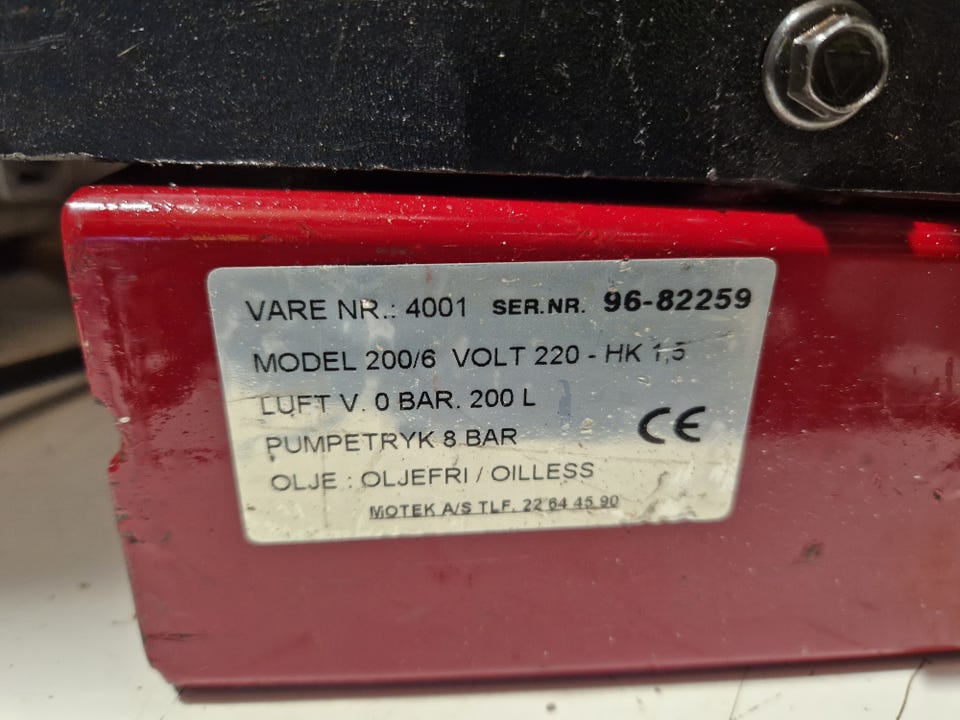 VARE NR.: 4001 SER.NR. 96-82259
MODEL 200/6 VOLT 220 - HK 1,5
LUFT V. 0 BAR. 200 L
PUMPETRYK 8 BAR
CE
OLJE : OLJEFRI / OILLESS
MOTEK A/S TLF. 22 64 45 90